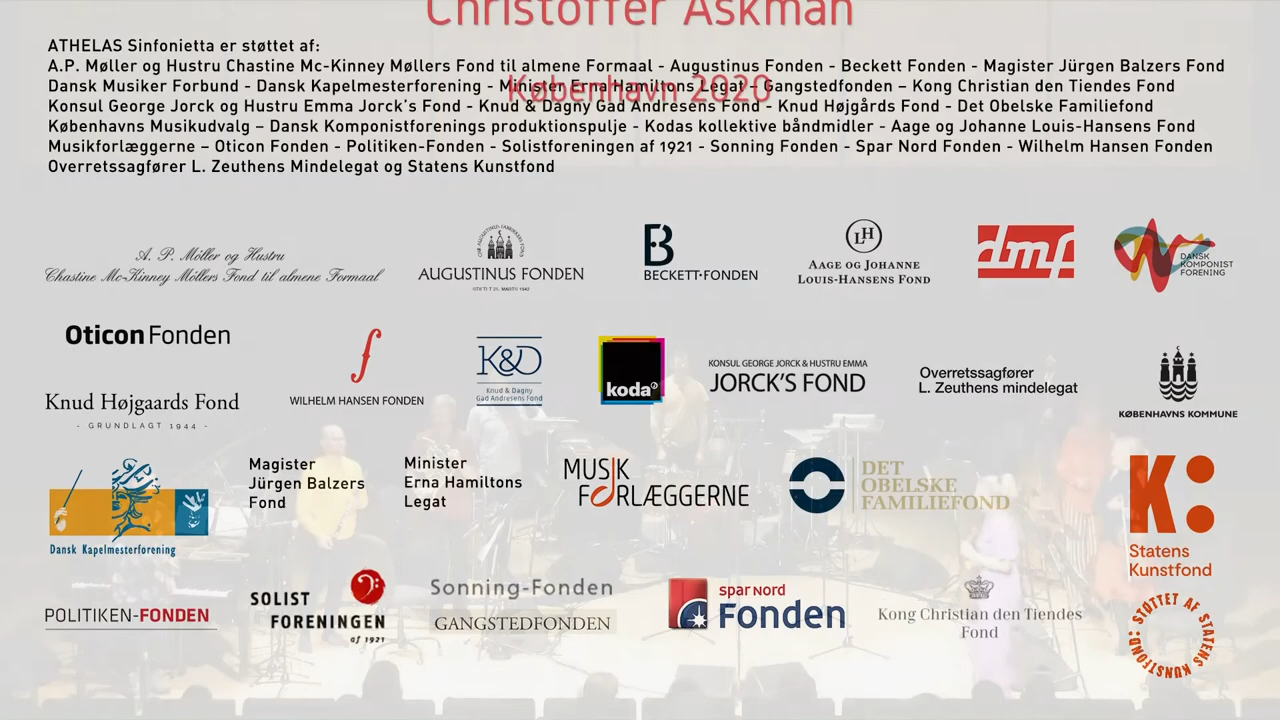 Christoffer Askman
ATHELAS Sinfonietta er støttet af:
A.P. Møller og Hustru Chastine Mc-Kinney Møllers Fond til almene Formaal - Augustinus Fonden - Beckett Fonden - Magister Jürgen Balzers Fond
Dansk Musiker Forbund - Dansk Kapelmesterforening - Minister Erna Hamiltons Legat - Gangstedfonden – Kong Christian den Tiendes Fond
København 2020
Konsul George Jorck og Hustru Emma Jorck's Fond - Knud & Dagny Gad Andresens Fond - Knud Højgårds Fond - Det Obelske Familiefond
Københavns Musikudvalg – Dansk Komponistforenings produktionspulje - Kodas kollektive båndmidler - Aage og Johanne Louis-Hansens Fond
Musikforlæggerne – Oticon Fonden - Politiken-Fonden - Solistforeningen af 1921 - Sonning Fonden - Spar Nord Fonden - Wilhelm Hansen Fonden
Overretssagfører L. Zeuthens Mindelegat og Statens Kunstfond
A. P. Möller og Hustru
Chastine Mc-Kinney Möllers Fond til almene Formaal
AUGUSTINUS FONDEN
B
BECKETT-FONDEN
LH
AAGE OG JOHANNE
LOUIS-HANSENS FOND
dmf
DANSK
KOMPONIST
FORENING
Oticon Fonden
Knud Højgaards Fond
- GRUNDLAGT 1944 -
WILHELM HANSEN FONDEN
K&D
Knud & Dagny
Gad Andresens Fond
koda
KONSUL GEORGE JORCK & HUSTRU EMMA
JORCK'S FOND
Overretssagfører
L. Zeuthens mindelegat
KØBENHAVNS KOMMUNE
Dansk Kapelmesterforening
Magister
Jürgen Balzers
Fond
Minister
Erna Hamiltons
Legat
MUSIK
FORLÆGGERNE
DET
OBELSKE
FAMILIEFOND
K:
Statens
Kunstfond
POLITIKEN-FONDEN
SOLIST
FORENINGEN
af 1921
Sonning-Fonden
GANGSTEDFONDEN
spar nord
Fonden
Kong Christian den Tiendes
Fond
STØTTET AF STATENS KUNSTFOND: